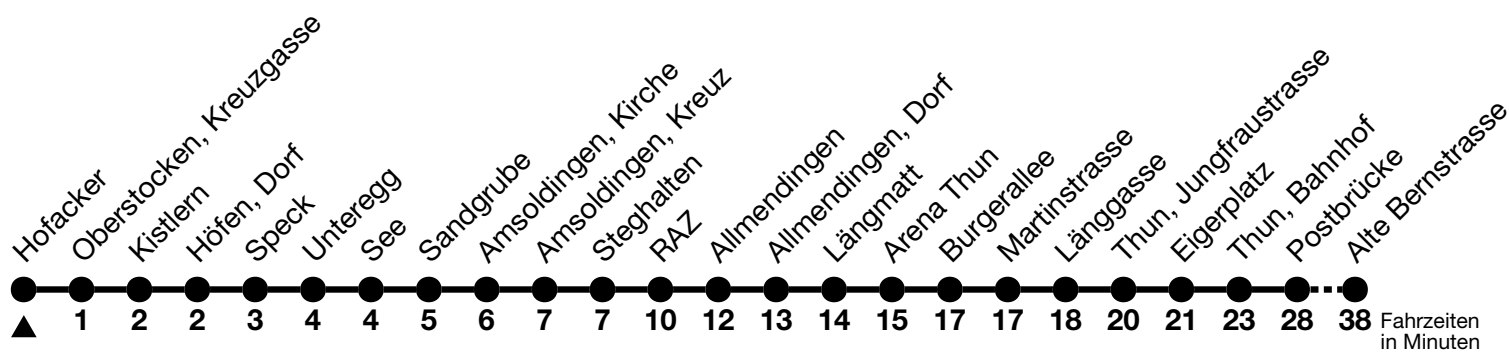 Hofacker
Oberstocken, Kreuzgasse
Kistlern
Höfen, Dorf
Speck
Unteregg
See
Sandgrube
Amsoldingen, Kirche
Amsoldingen, Kreuz
Steghalten
RAZ
Allmendingen
Allmendingen, Dorf
Längmatt
Arena Thun
Burgerallee
Martinstrasse
Länggasse
Thun, Jungfraustrasse
Eigerplatz
Thun, Bahnhof
Postbrücke
Alte Bernstrasse
1 2 2 3 4 4 5 6 7 7 10 12 13 14 15 17 17 18 20 21 23 28 38 Fahrzeiten
in Minuten